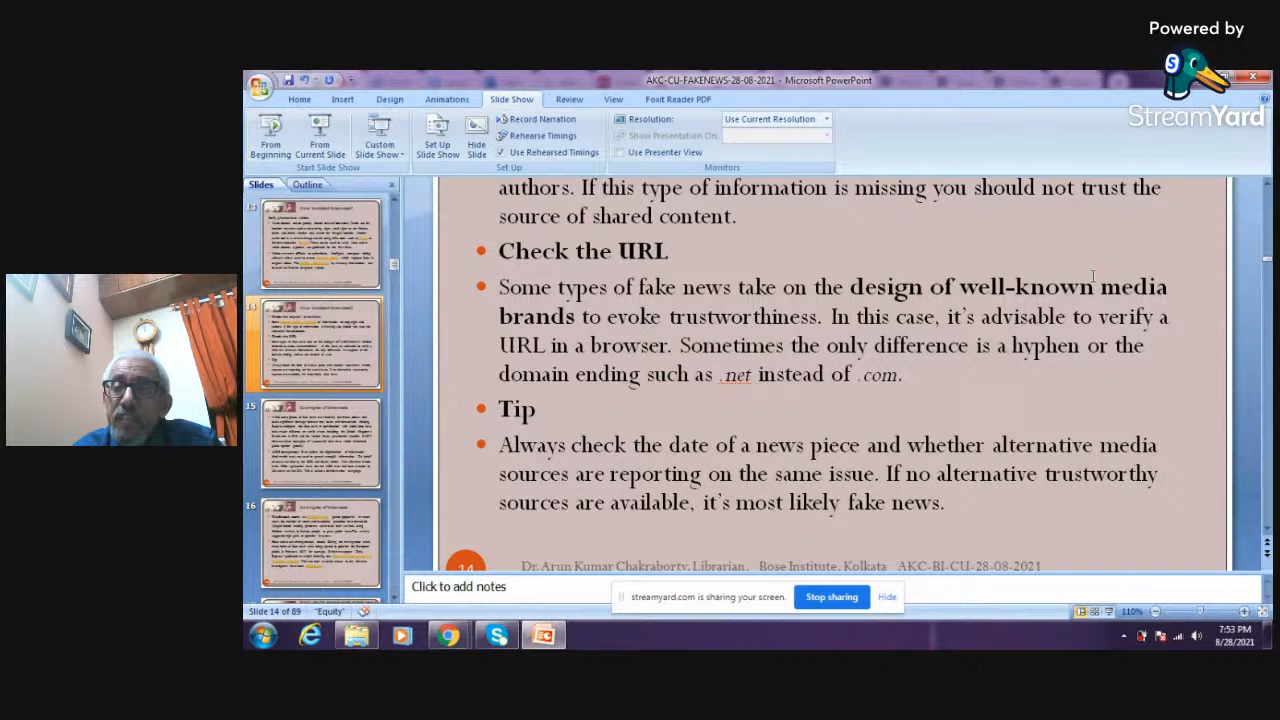 Powered by
StreamYard
AKC-CU-FAKENEWS-28-08-2021 - Microsoft PowerPoint
Home Insert Design Animations Slide Show Review View Foxit Reader PDF
From Beginning
From Current Slide
Custom Slide Show
Start Slide Show
Set Up Slide Show
Hide Slide
Record Narration
Rehearse Timings
Use Rehearsed Timings
Set Up
Resolution: Use Current Resolution
Show Presentation On:
Use Presenter View
Monitors
Slides Outline
13
14
15
16
authors. If this type of information is missing you should not trust the
source of shared content.
• Check the URL
• Some types of fake news take on the design of well-known media
brands to evoke trustworthiness. In this case, it's advisable to verify a
URL in a browser. Sometimes the only difference is a hyphen or the
domain ending such as .net instead of .com.
• Tip
• Always check the date of a news piece and whether alternative media
sources are reporting on the same issue. If no alternative trustworthy
sources are available, it's most likely fake news.
14 Dr. Arun Kumar Chakraborty, Librarian, Bose Institute, Kolkata AKC-BI-CU-28-08-2021
Click to add notes
streamyard.com is sharing your screen. Stop sharing Hide
Slide 14 of 89 "Equity" 110%
7:53 PM
8/28/2021